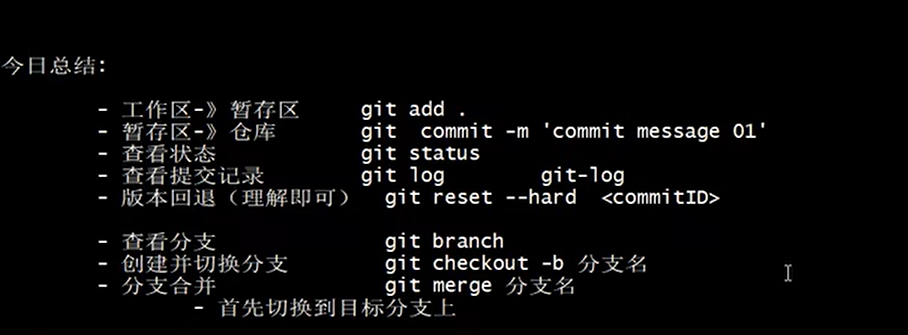 今日总结:
- 工作区-》暂存区 git add .
- 暂存区-》仓库 git commit -m 'commit message 01'
- 查看状态 git status
- 查看提交记录 git log git-log
- 版本回退（理解即可） git reset --hard <commitID>
- 查看分支 git branch
- 创建并切换分支 git checkout -b 分支名
- 分支合并 git merge 分支名
- 首先切换到目标分支上